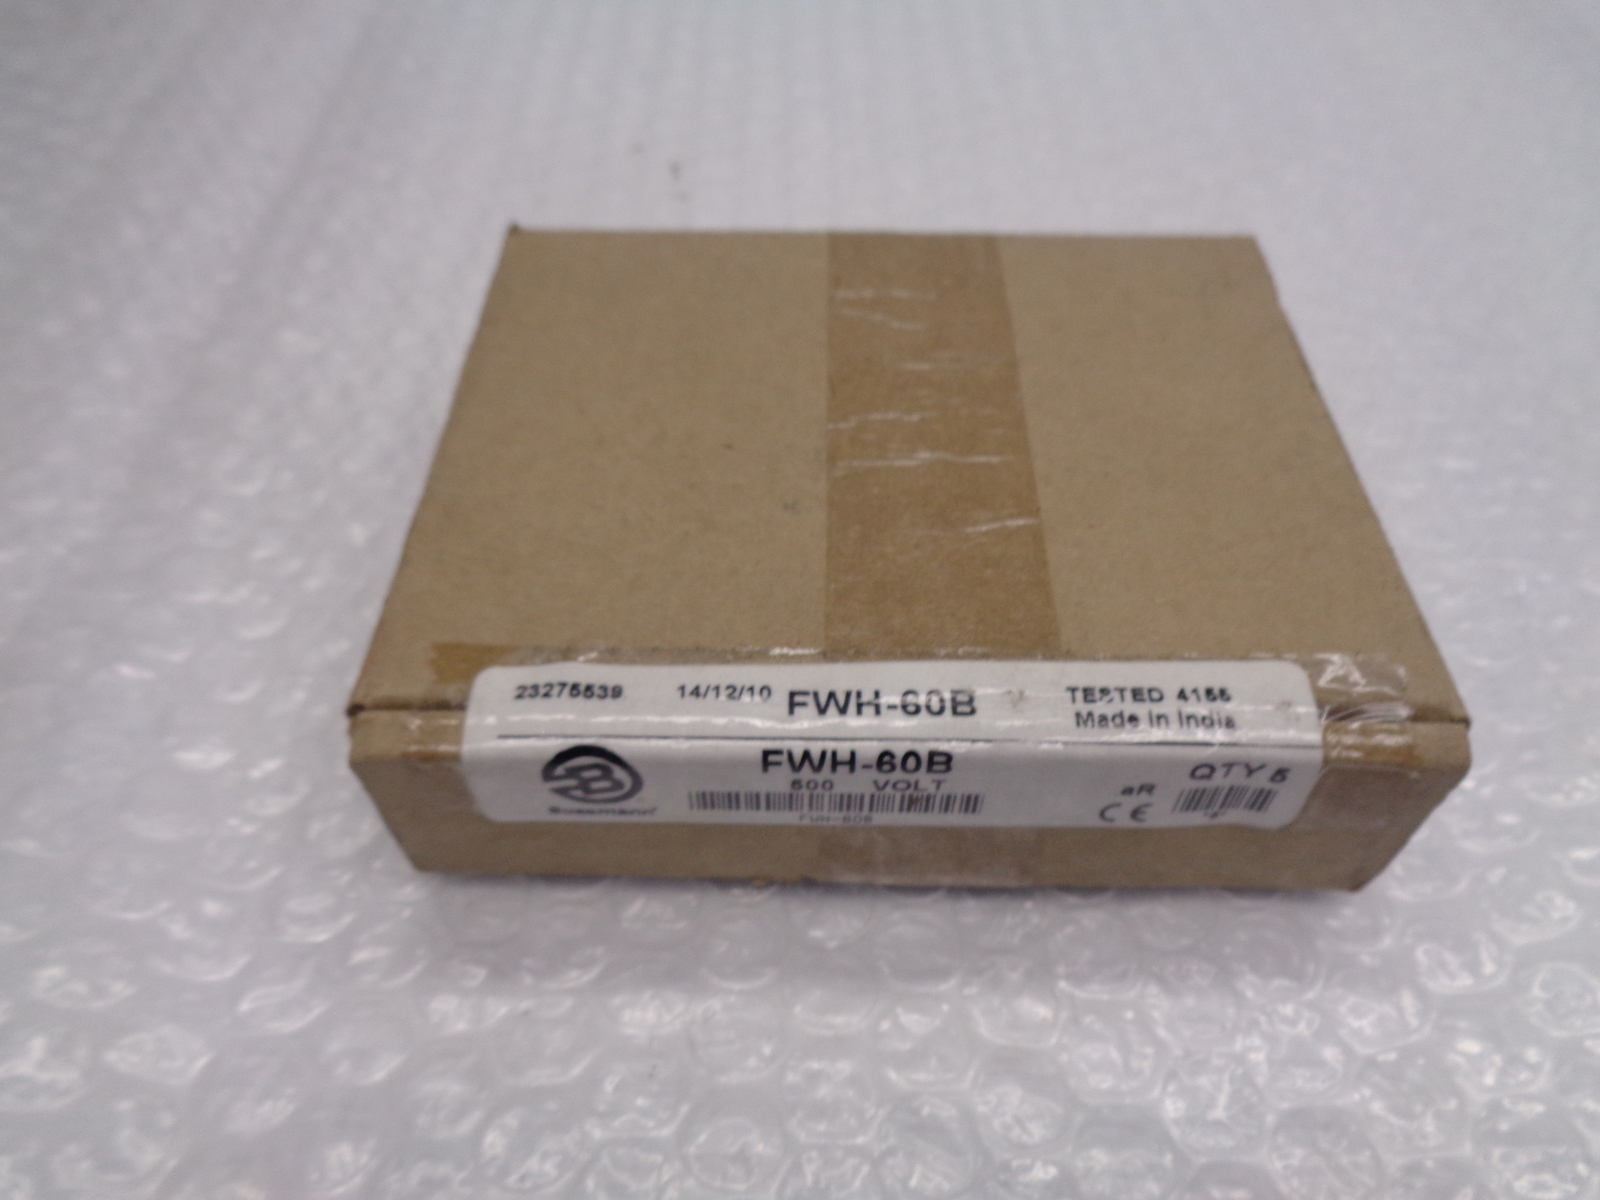 23275539 14/12/10 FWH-60B TESTED 4155
Made in India
FWH-60B
500 VOLT
FWH-60B
Bussmann
aR
CE
QTY 5